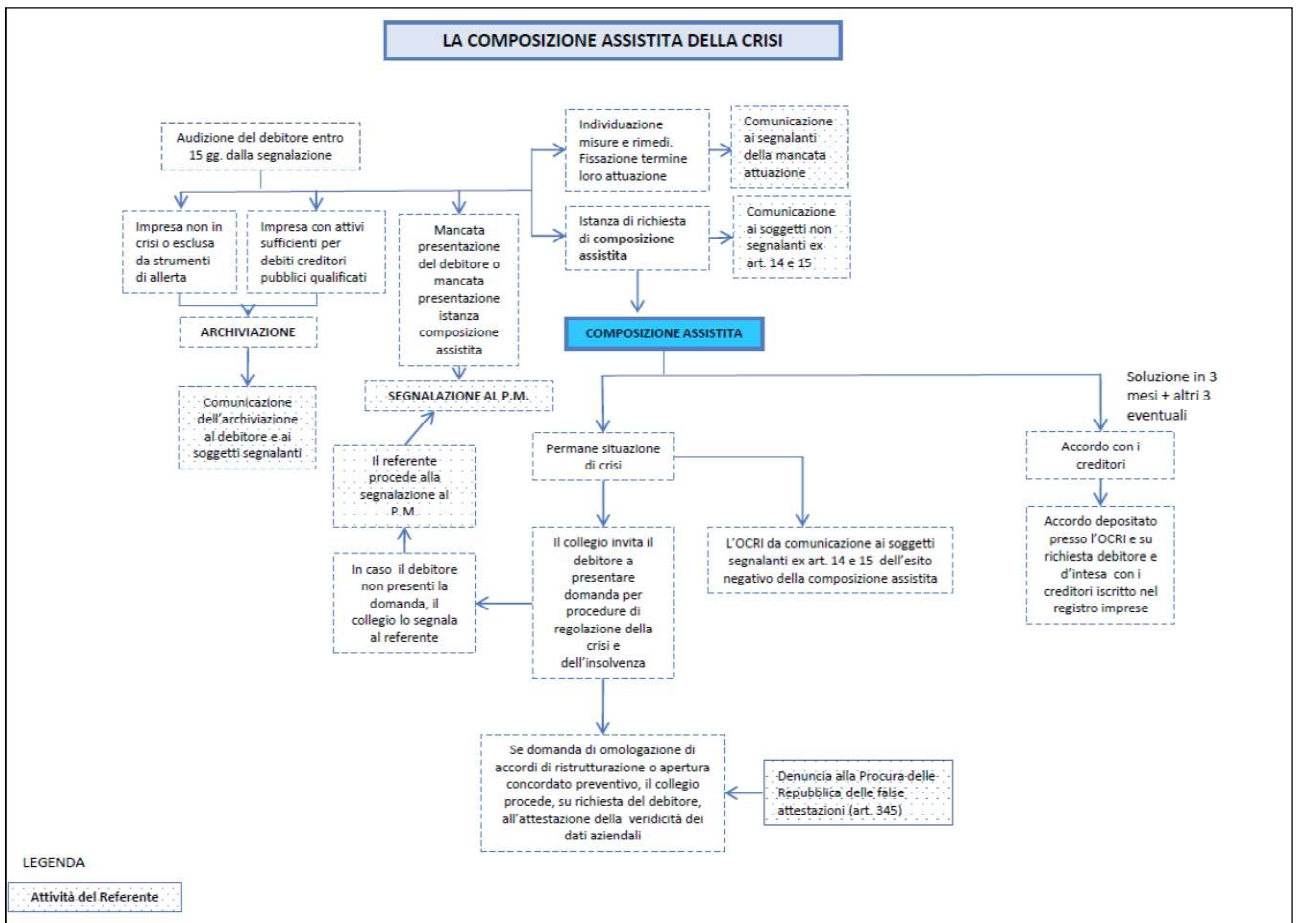 LA COMPOSIZIONE ASSISTITA DELLA CRISI
Audizione del debitore entro
15 gg. dalla segnalazione
Individuazione
misure e rimedi.
Fissazione termine
loro attuazione
Comunicazione
ai segnalanti
della mancata
attuazione
Impresa non in
crisi o esclusa
da strumenti
di allerta
Impresa con attivi
sufficienti per
debiti creditori
pubblici qualificati
Mancata
presentazione
del debitore o
mancata
presentazione
istanza
composizione
assistita
Istanza di richiesta
di composizione
assistita
Comunicazione
ai soggetti non
segnalanti ex
art. 14 e 15
ARCHIVIAZIONE
COMPOSIZIONE ASSISTITA
Comunicazione
dell'archiviazione
al debitore e ai
soggetti segnalanti
SEGNALAZIONE AL P.M.
Soluzione in 3
mesi + altri 3
eventuali
Il referente
procede alla
segnalazione al
P.M.
Permane situazione
di crisi
Accordo con i
creditori
In caso il debitore
non presenti la
domanda, il
collegio lo segnala
al referente
Il collegio invita il
debitore a
presentare
domanda per
procedure di
regolazione della
crisi e
dell'insolvenza
L'OCRI da comunicazione ai soggetti
segnalanti ex art. 14 e 15 dell'esito
negativo della composizione assistita
Accordo depositato
presso l'OCRI e su
richiesta debitore e
d'intesa con i
creditori iscritto nel
registro imprese
Se domanda di omologazione di
accordi di ristrutturazione o apertura
concordato preventivo, il collegio
procede, su richiesta del debitore,
all'attestazione della veridicità dei
dati aziendali
Denuncia alla Procura delle
Repubblica delle false
attestazioni (art. 345)
LEGENDA
Attività del Referente